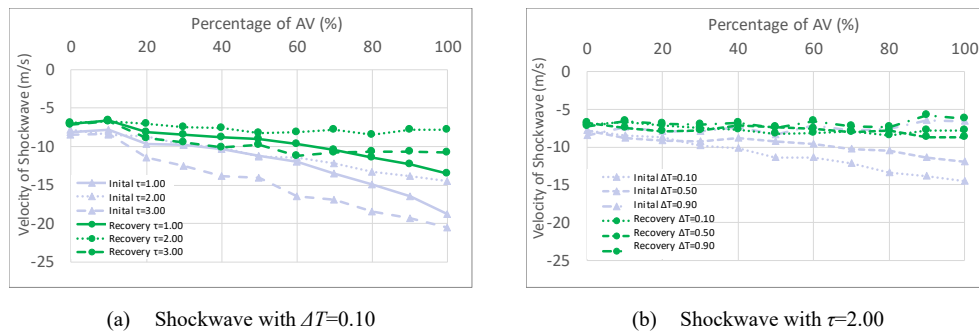 Percentage of AV (%)
0 20 40 60 80 100
0
-5
-10
-15
-20
-25
Velocity of Shockwave (m/s)
Inital τ=1.00
Inital τ=2.00
Inital τ=3.00
Recovery τ=1.00
Recovery τ=2.00
Recovery τ=3.00
(a) Shockwave with ΔT=0.10
Percentage of AV (%)
0 20 40 60 80 100
0
-5
-10
-15
-20
-25
Velocity of Shockwave (m/s)
Inital ΔT=0.10
Inital ΔT=0.50
Inital ΔT=0.90
Recovery ΔT=0.10
Recovery ΔT=0.50
Recovery ΔT=0.90
(b) Shockwave with τ=2.00